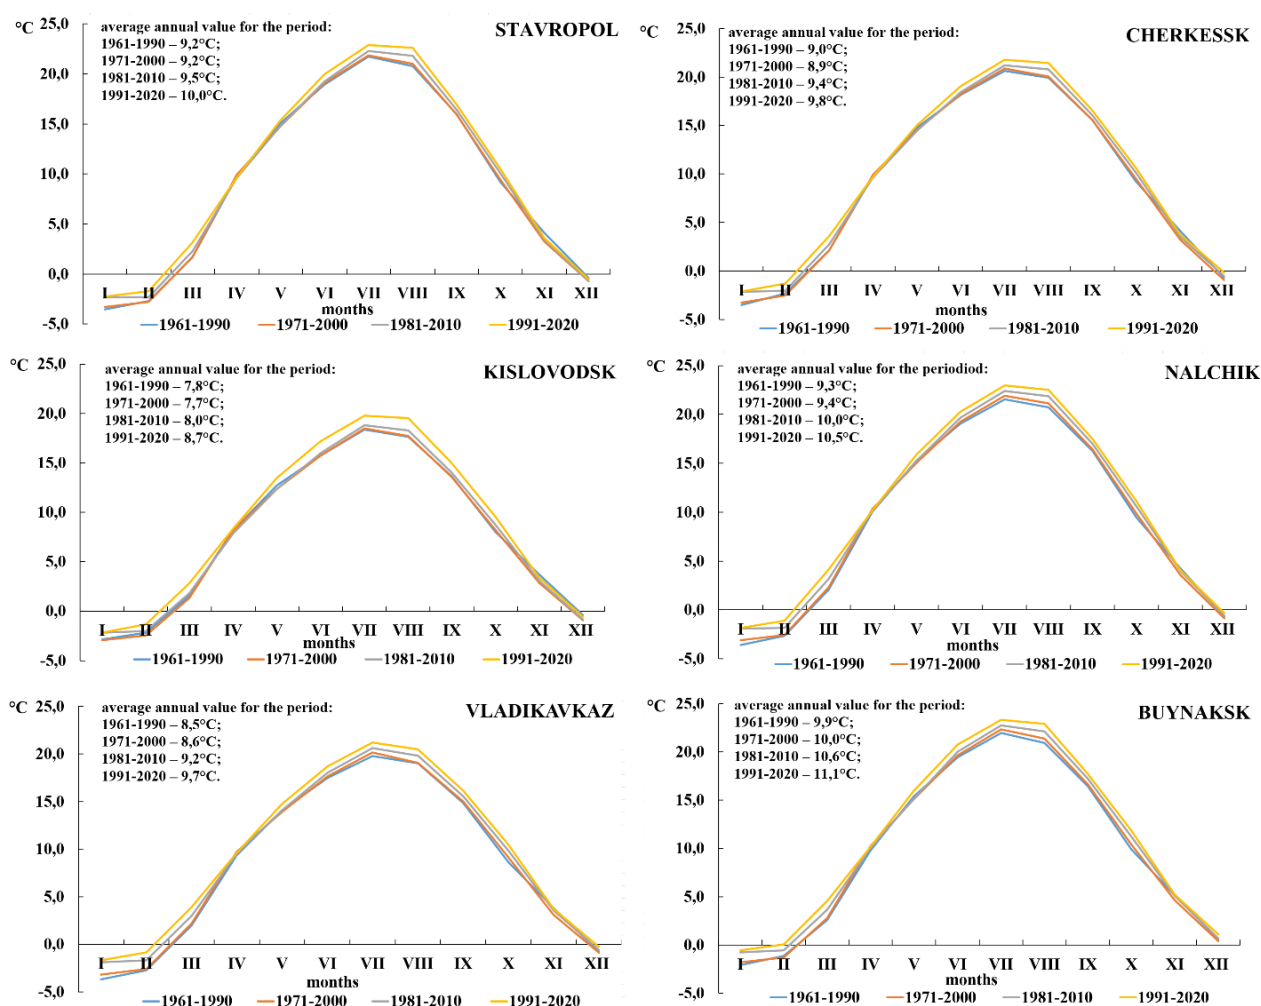 °C
25,0
average annual value for the period:
STAVROPOL
1961-1990 – 9,2°C;
1971-2000 – 9,2°C;
1981-2010 – 9,5°C;
1991-2020 – 10,0°C.
20,0
15,0
10,0
5,0
0,0
I II III IV V VI VII VIII IX X XI XII
months
-5,0
1961-1990 1971-2000 1981-2010 1991-2020
°C
25,0
average annual value for the period:
CHERKESSK
1961-1990 – 9,0°C;
1971-2000 – 8,9°C;
1981-2010 – 9,4°C;
1991-2020 – 9,8°C.
20,0
15,0
10,0
5,0
0,0
I II III IV V VI VII VIII IX X XI XII
months
-5,0
1961-1990 1971-2000 1981-2010 1991-2020
°C
25,0
average annual value for the period:
KISLOVODSK
1961-1990 – 7,8°C;
1971-2000 – 7,7°C;
1981-2010 – 8,0°C;
1991-2020 – 8,7°C.
20,0
15,0
10,0
5,0
0,0
I II III IV V VI VII VIII IX X XI XII
months
-5,0
1961-1990 1971-2000 1981-2010 1991-2020
°C
25,0
average annual value for the periodiod:
NALCHIK
1961-1990 – 9,3°C;
1971-2000 – 9,4°C;
1981-2010 – 10,0°C;
1991-2020 – 10,5°C.
20,0
15,0
10,0
5,0
0,0
I II III IV V VI VII VIII IX X XI XII
months
-5,0
1961-1990 1971-2000 1981-2010 1991-2020
°C
25,0
average annual value for the period:
VLADIKAVKAZ
1961-1990 – 8,5°C;
1971-2000 – 8,6°C;
1981-2010 – 9,2°C;
1991-2020 – 9,7°C.
20,0
15,0
10,0
5,0
0,0
I II III IV V VI VII VIII IX X XI XII
months
-5,0
1961-1990 1971-2000 1981-2010 1991-2020
°C
25,0
average annual value for the period:
BUYNAKSK
1961-1990 – 9,9°C;
1971-2000 – 10,0°C;
1981-2010 – 10,6°C;
1991-2020 – 11,1°C.
20,0
15,0
10,0
5,0
0,0
I II III IV V VI VII VIII IX X XI XII
months
-5,0
1961-1990 1971-2000 1981-2010 1991-2020